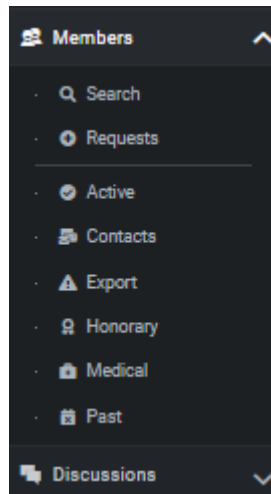 Members
Search
Requests
Active
Contacts
Export
Honorary
Medical
Past
Discussions